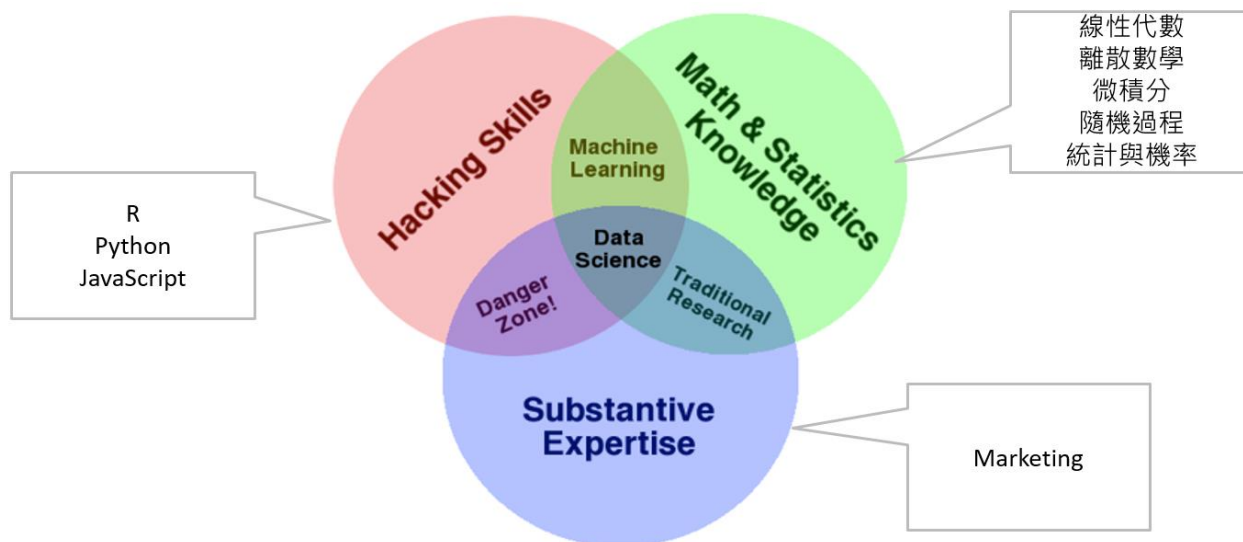 Hacking Skills
Math & Statistics
Knowledge
Machine
Learning
Data
Science
Danger
Zone!
Traditional
Research
Substantive
Expertise
R
Python
JavaScript
線性代數
離散數學
微積分
隨機過程
統計與機率
Marketing